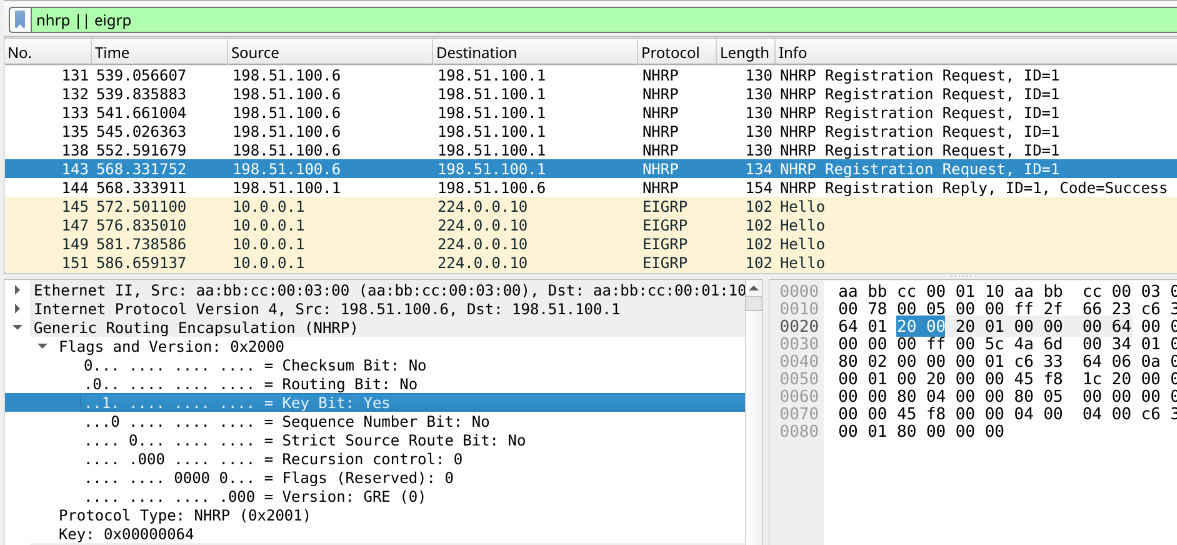 nhrp || eigrp
No. Time Source Destination Protocol Length Info
131 539.056607 198.51.100.6 198.51.100.1 NHRP 130 NHRP Registration Request, ID=1
132 539.835883 198.51.100.6 198.51.100.1 NHRP 130 NHRP Registration Request, ID=1
133 541.661004 198.51.100.6 198.51.100.1 NHRP 130 NHRP Registration Request, ID=1
135 545.026363 198.51.100.6 198.51.100.1 NHRP 130 NHRP Registration Request, ID=1
138 552.591679 198.51.100.6 198.51.100.1 NHRP 130 NHRP Registration Request, ID=1
143 568.331752 198.51.100.6 198.51.100.1 NHRP 134 NHRP Registration Request, ID=1
144 568.333911 198.51.100.1 198.51.100.6 NHRP 154 NHRP Registration Reply, ID=1, Code=Success
145 572.501100 10.0.0.1 224.0.0.10 EIGRP 102 Hello
147 576.835010 10.0.0.1 224.0.0.10 EIGRP 102 Hello
149 581.738586 10.0.0.1 224.0.0.10 EIGRP 102 Hello
151 586.659137 10.0.0.1 224.0.0.10 EIGRP 102 Hello
Ethernet II, Src: aa:bb:cc:00:03:00 (aa:bb:cc:00:03:00), Dst: aa:bb:cc:00:01:10
Internet Protocol Version 4, Src: 198.51.100.6, Dst: 198.51.100.1
Generic Routing Encapsulation (NHRP)
Flags and Version: 0x2000
0... .... .... .... = Checksum Bit: No
.0.. .... .... .... = Routing Bit: No
..1. .... .... .... = Key Bit: Yes
...0 .... .... .... = Sequence Number Bit: No
.... 0... .... .... = Strict Source Route Bit: No
.... .000 .... .... = Recursion control: 0
.... .... 0000 0... = Flags (Reserved): 0
.... .... .... .000 = Version: GRE (0)
Protocol Type: NHRP (0x2001)
Key: 0x00000064
0000 aa bb cc 00 01 10 aa bb cc 00 03 0
0010 00 78 00 05 00 00 ff 2f 66 23 c6 3
0020 64 01 20 00 20 01 00 00 00 64 00 0
0030 00 00 00 ff 00 5c 4a 6d 00 34 01 0
0040 80 02 00 00 00 01 c6 33 64 06 0a 0
0050 00 01 00 20 00 00 45 f8 1c 20 00 0
0060 00 00 80 04 00 00 80 05 00 00 00 0
0070 00 00 45 f8 00 00 04 00 04 00 c6 3
0080 00 01 80 00 00 00